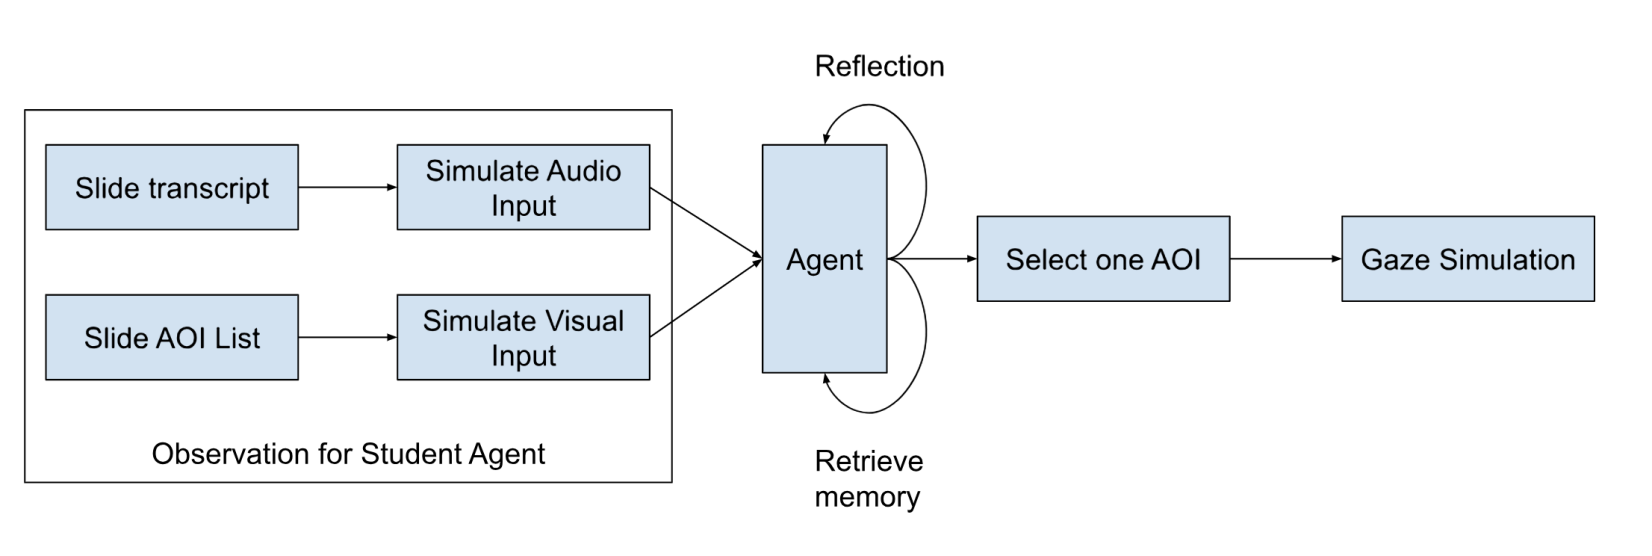 Reflection
Slide transcript
Simulate Audio
Input
Slide AOI List
Simulate Visual
Input
Observation for Student Agent
Agent
Retrieve
memory
Select one AOI
Gaze Simulation